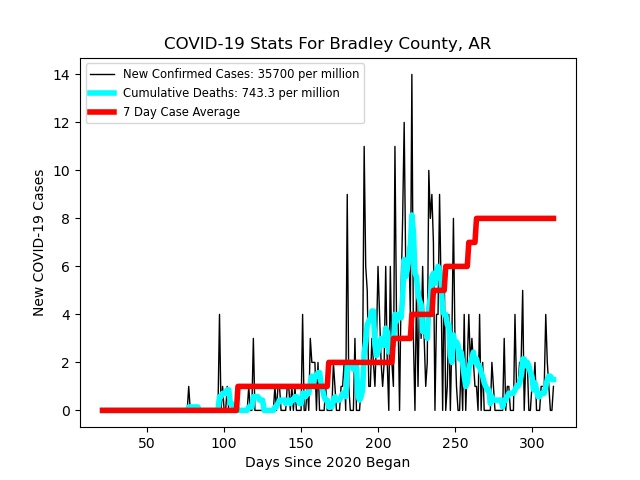 COVID-19 Stats For Bradley County, AR
New Confirmed Cases: 35700 per million
Cumulative Deaths: 743.3 per million
7 Day Case Average
New COVID-19 Cases
14
12
10
8
6
4
2
0
50 100 150 200 250 300
Days Since 2020 Began